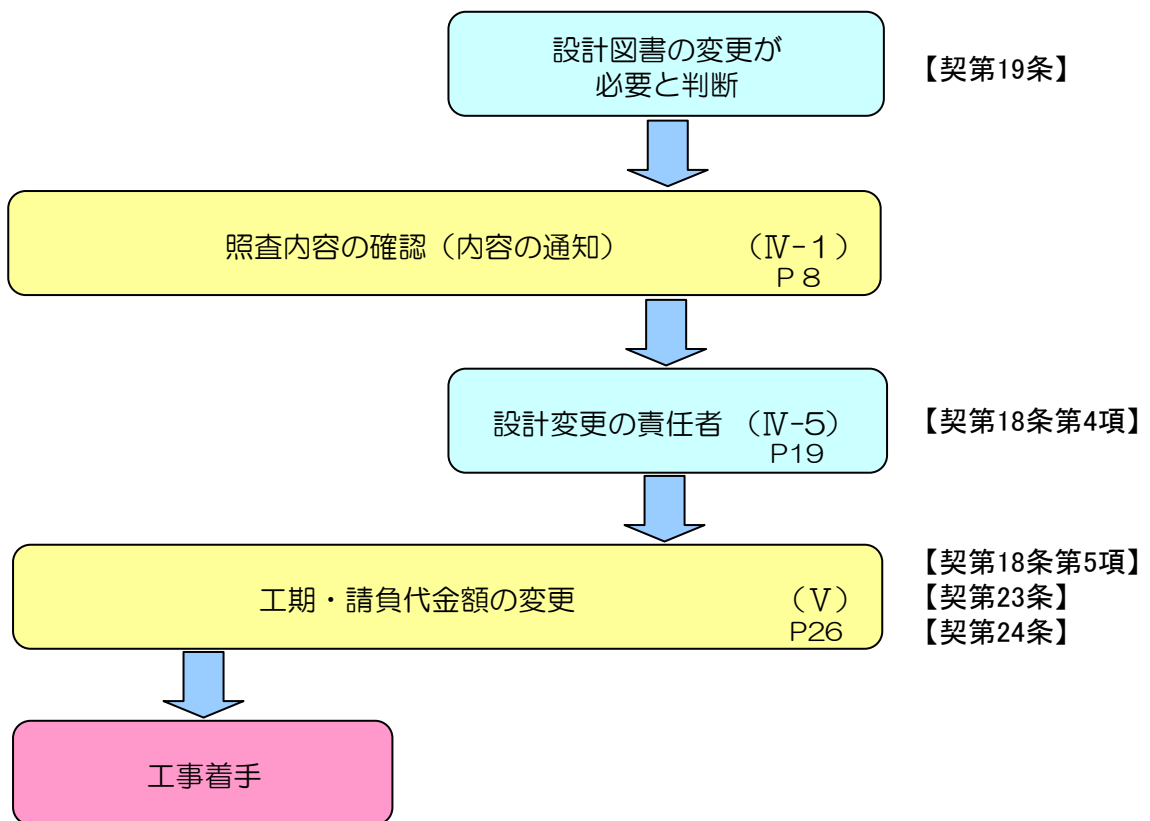 設計図書の変更が
必要と判断
【契第19条】
照査内容の確認（内容の通知） （Ⅳ-１）
Ｐ８
設計変更の責任者 （Ⅳ-５）
P19
【契第18条第4項】
工期・請負代金額の変更 （Ⅴ）
P26
【契第18条第5項】
【契第23条】
【契第24条】
工事着手